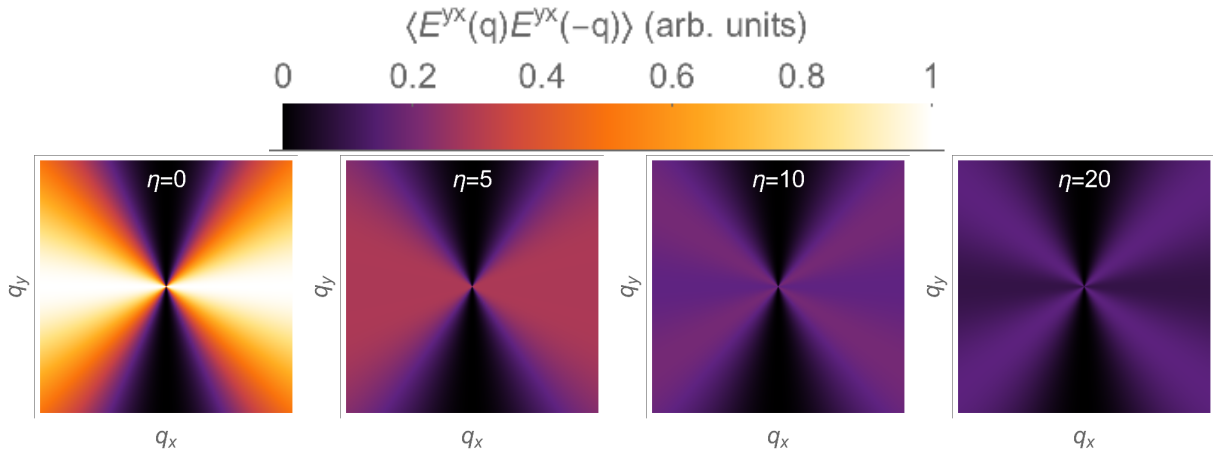 ⟨E^yx(q)E^yx(−q)⟩ (arb. units)
0 0.2 0.4 0.6 0.8 1
η=0 η=5 η=10 η=20
q_y q_y q_y q_y
q_x q_x q_x q_x